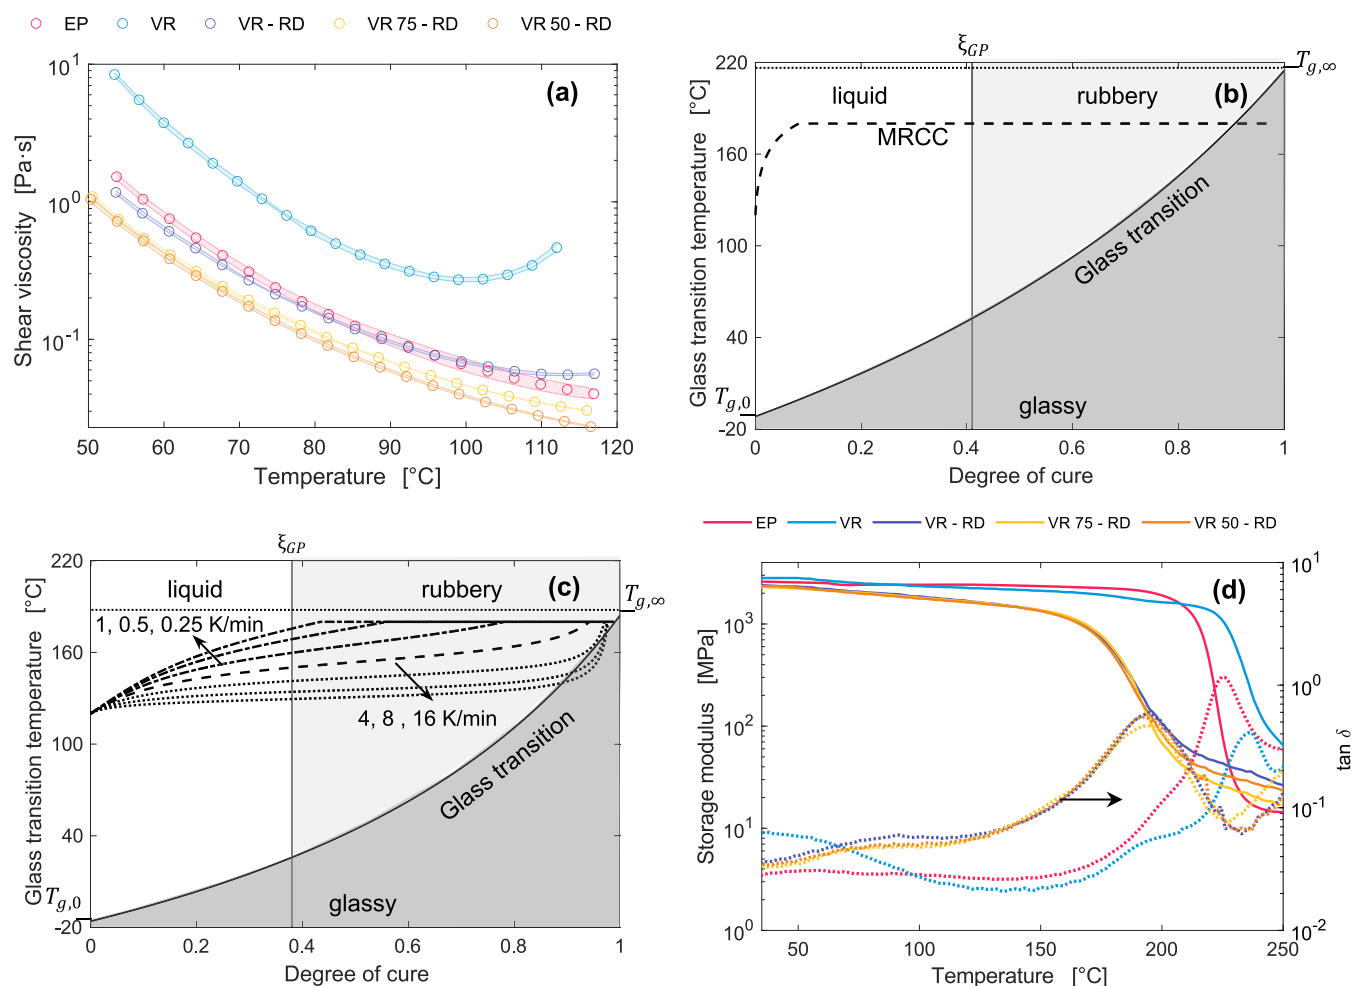 EP VR VR - RD VR 75 - RD VR 50 - RD
(a)
10^1
10^0
10^-1
Shear viscosity [Pa·s]
50 60 70 80 90 100 110 120
Temperature [°C]
ξ_GP
(b)
220
160
100
40
-20
T_g,∞
T_g,0
liquid
rubbery
MRCC
Glass transition
glassy
Glass transition temperature [°C]
0 0.2 0.4 0.6 0.8 1
Degree of cure
ξ_GP
(c)
220
160
100
40
-20
T_g,∞
T_g,0
liquid
rubbery
1, 0.5, 0.25 K/min
4, 8 , 16 K/min
Glass transition
glassy
Glass transition temperature [°C]
0 0.2 0.4 0.6 0.8 1
Degree of cure
EP VR VR - RD VR 75 - RD VR 50 - RD
(d)
10^3
10^2
10^1
10^0
Storage modulus [MPa]
10^1
10^0
10^-1
10^-2
tan δ
50 100 150 200 250
Temperature [°C]